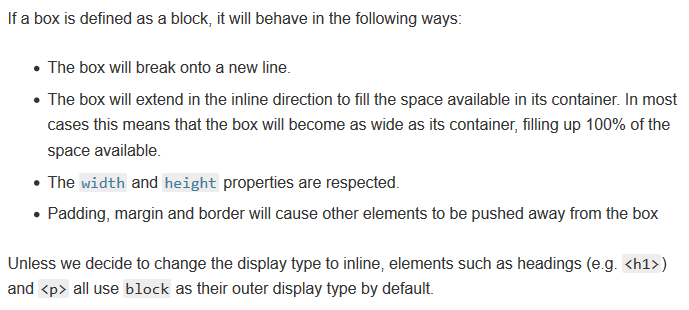 If a box is defined as a block, it will behave in the following ways:
• The box will break onto a new line.
• The box will extend in the inline direction to fill the space available in its container. In most
cases this means that the box will become as wide as its container, filling up 100% of the
space available.
• The width and height properties are respected.
• Padding, margin and border will cause other elements to be pushed away from the box
Unless we decide to change the display type to inline, elements such as headings (e.g. <h1>)
and <p> all use block as their outer display type by default.